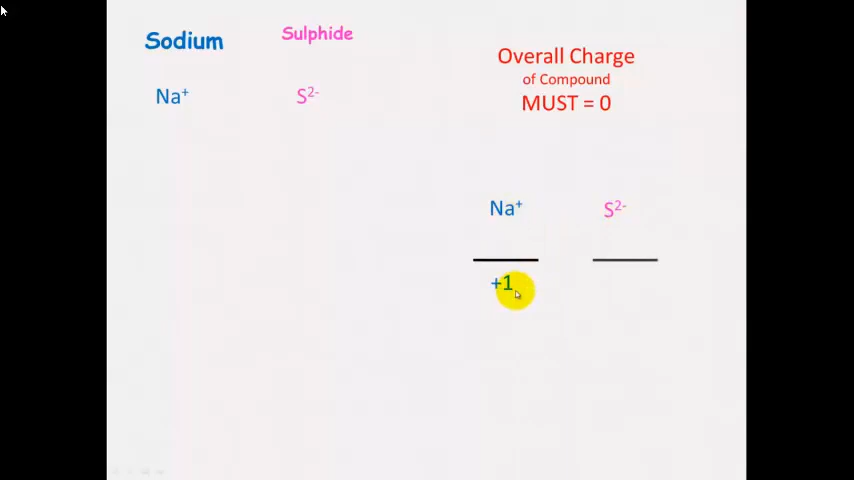 Sodium Sulphide
Na⁺ S²⁻
Overall Charge
of Compound
MUST = 0
Na⁺ S²⁻
+1